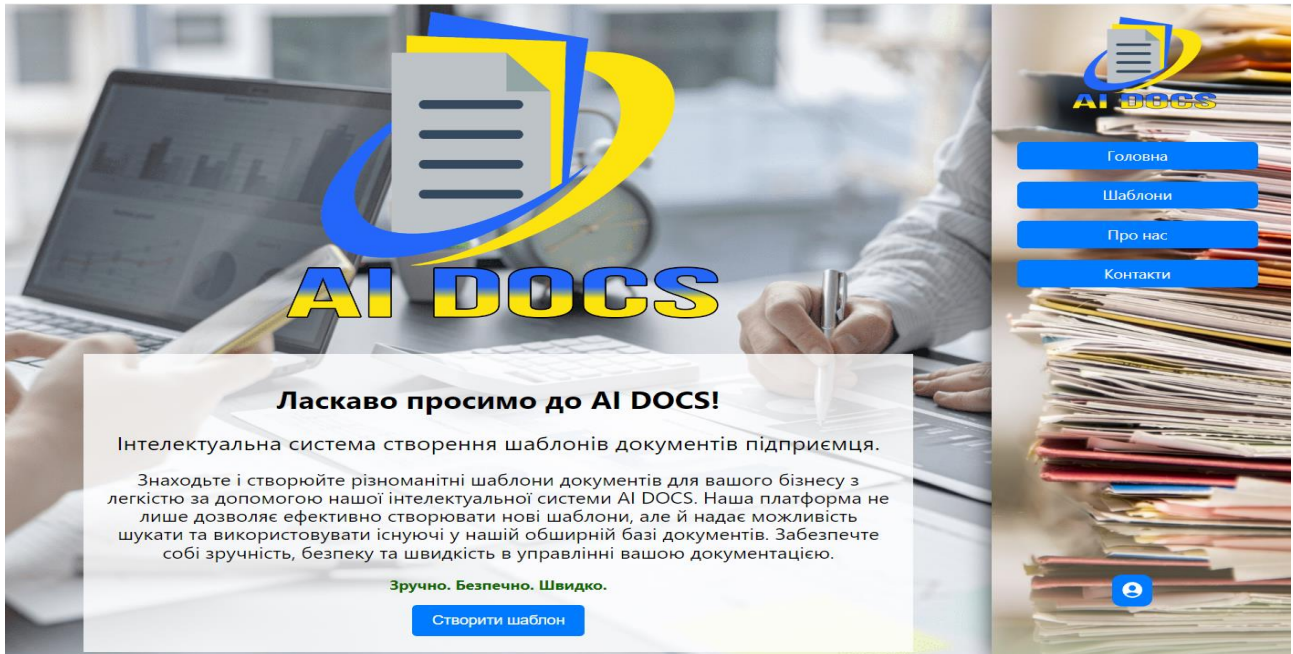 AI DOCS
Ласкаво просимо до AI DOCS!
Інтелектуальна система створення шаблонів документів підприємця.
Знаходьте і створюйте різноманітні шаблони документів для вашого бізнесу з
легкістю за допомогою нашої інтелектуальної системи AI DOCS. Наша платформа не
лише дозволяє ефективно створювати нові шаблони, але й надає можливість
шукати та використовувати існуючі у нашій обширній базі документів. Забезпечте
собі зручність, безпеку та швидкість в управлінні вашою документацією.
Зручно. Безпечно. Швидко.
Створити шаблон
AI DOCS
Головна
Шаблони
Про нас
Контакти